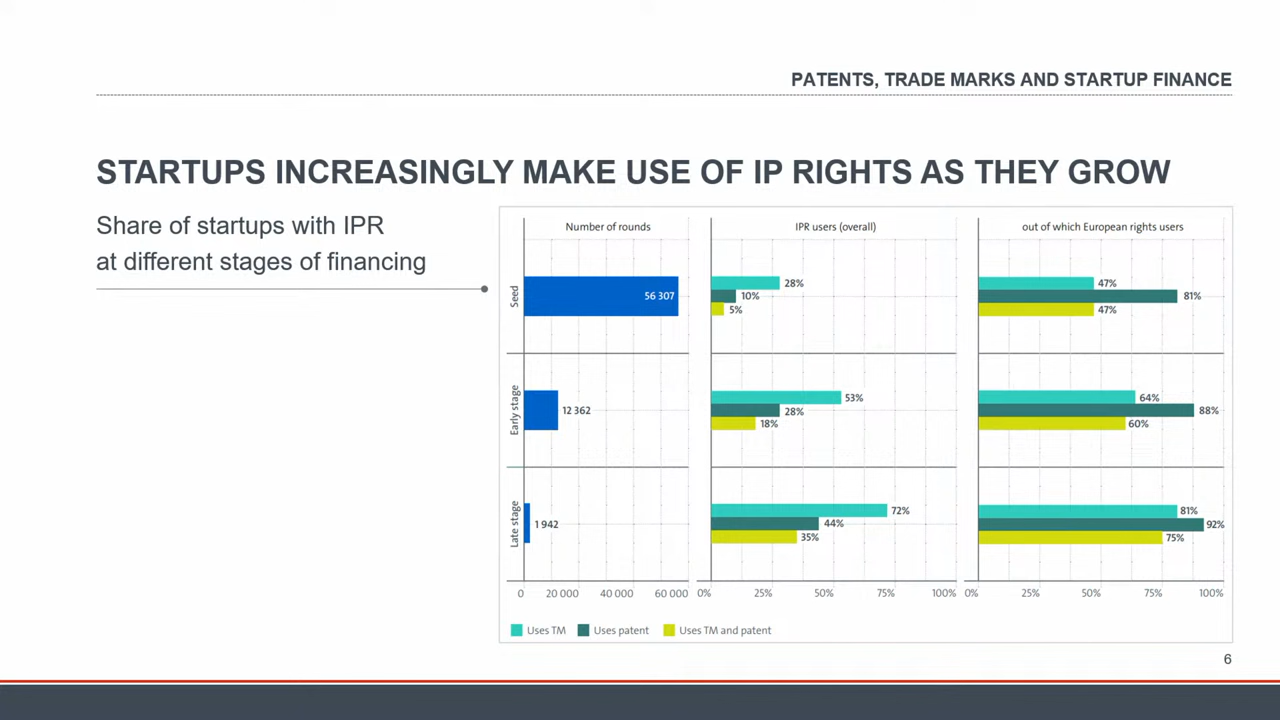 PATENTS, TRADE MARKS AND STARTUP FINANCE
STARTUPS INCREASINGLY MAKE USE OF IP RIGHTS AS THEY GROW
Share of startups with IPR
at different stages of financing
Number of rounds
IPR users (overall)
out of which European rights users
Seed
56 307
28%
10%
5%
47%
81%
47%
Early stage
12 362
53%
28%
18%
64%
88%
60%
Late stage
1 942
72%
44%
35%
81%
92%
75%
0 20 000 40 000 60 000
0% 25% 50% 75% 100%
0% 25% 50% 75% 100%
Uses TM Uses patent Uses TM and patent
6